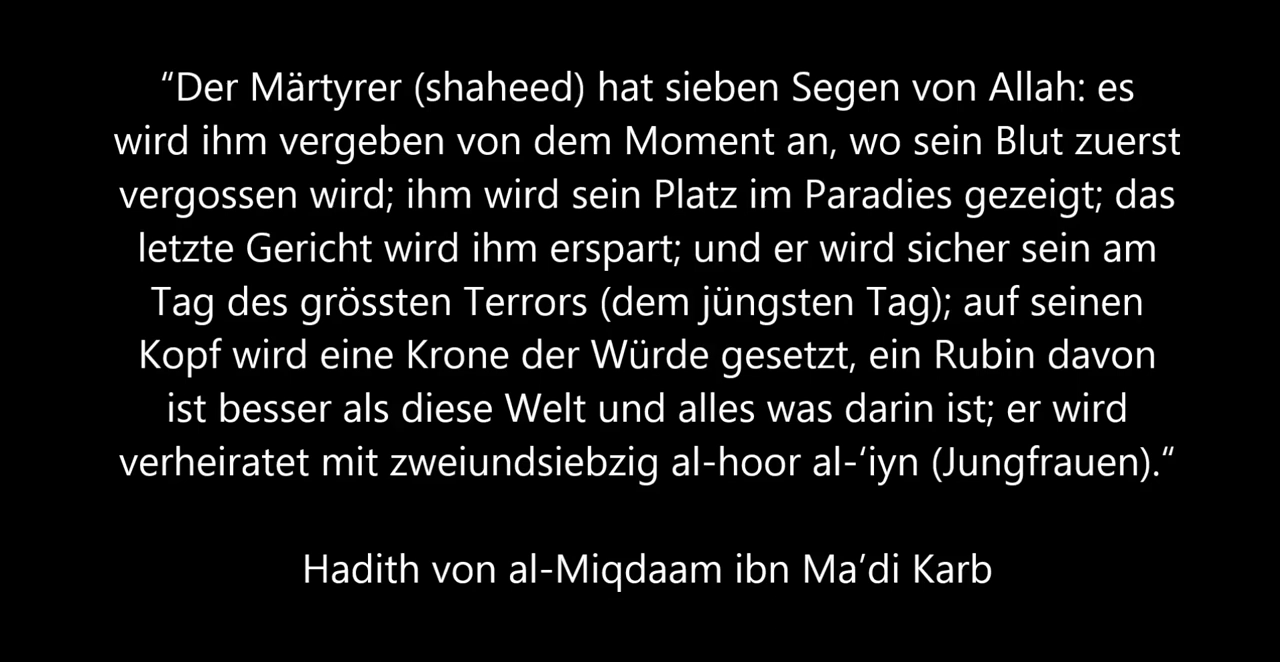 “Der Märtyrer (shaheed) hat sieben Segen von Allah: es
wird ihm vergeben von dem Moment an, wo sein Blut zuerst
vergossen wird; ihm wird sein Platz im Paradies gezeigt; das
letzte Gericht wird ihm erspart; und er wird sicher sein am
Tag des grössten Terrors (dem jüngsten Tag); auf seinen
Kopf wird eine Krone der Würde gesetzt, ein Rubin davon
ist besser als diese Welt und alles was darin ist; er wird
verheiratet mit zweiundsiebzig al-hoor al-‘iyn (Jungfrauen).“
Hadith von al-Miqdaam ibn Ma’di Karb